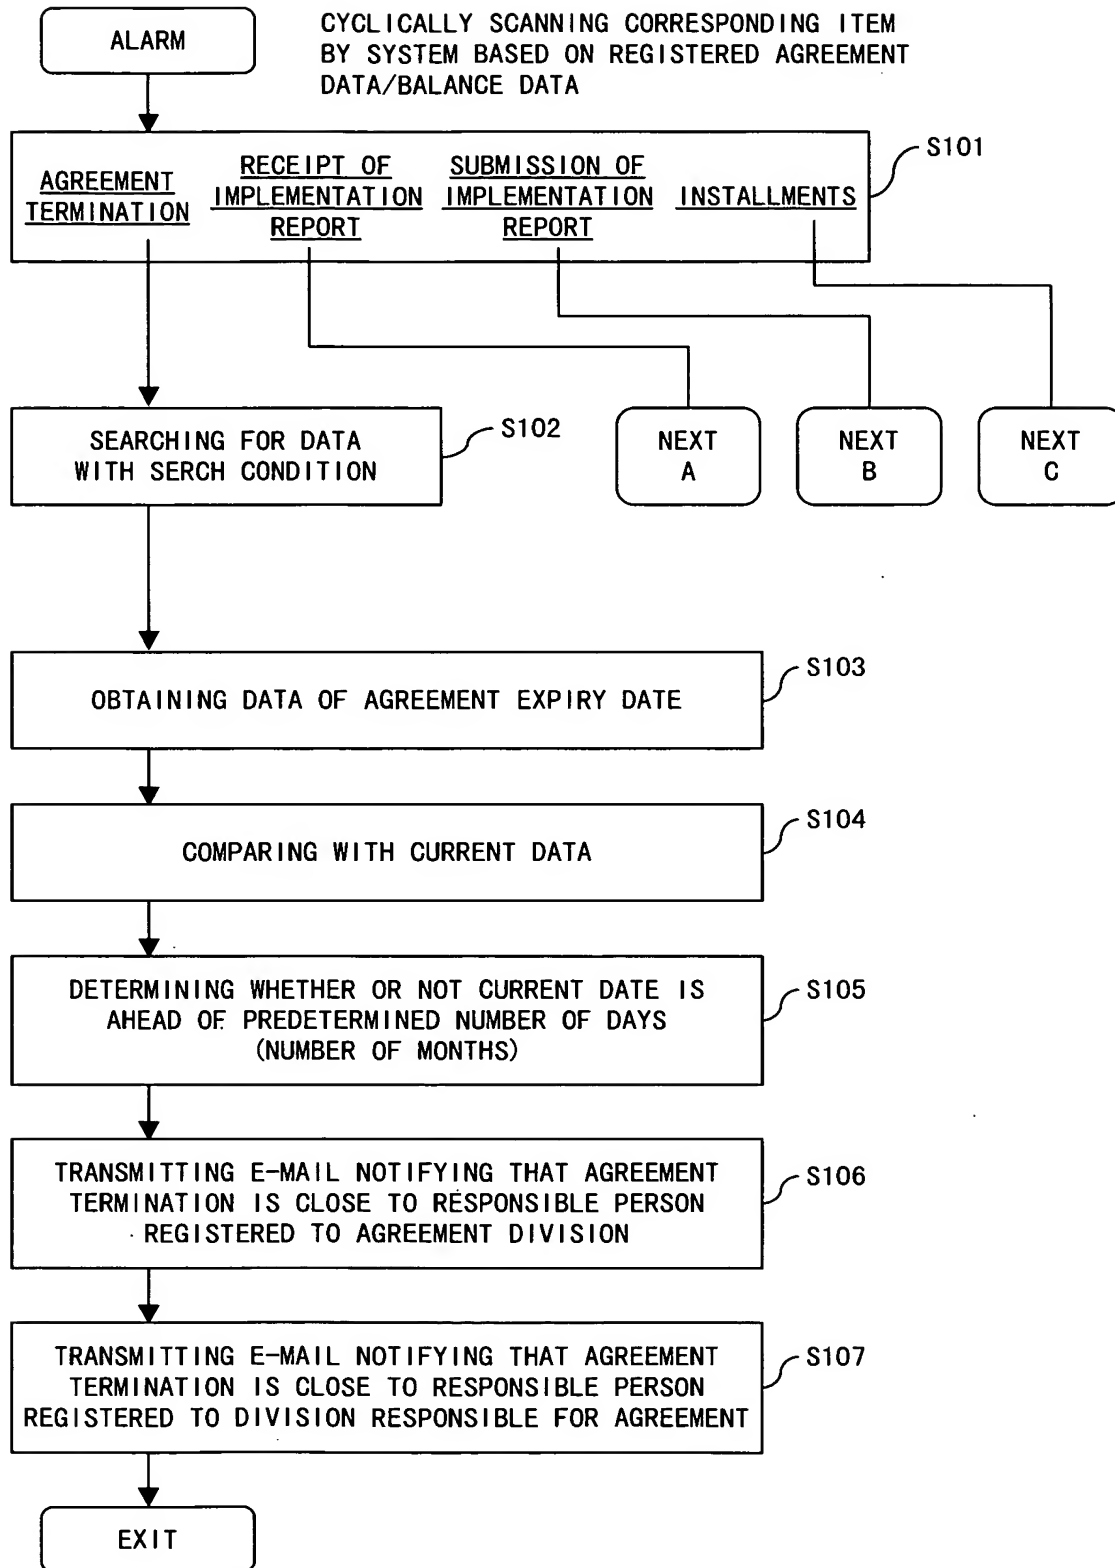 ALARM
CYCLICALLY SCANNING CORRESPONDING ITEM
BY SYSTEM BASED ON REGISTERED AGREEMENT
DATA/BALANCE DATA
S101
AGREEMENT
TERMINATION
RECEIPT OF
IMPLEMENTATION
REPORT
SUBMISSION OF
IMPLEMENTATION
REPORT
INSTALLMENTS
SEARCHING FOR DATA
WITH SERCH CONDITION
S102
NEXT
A
NEXT
B
NEXT
C
OBTAINING DATA OF AGREEMENT EXPIRY DATE
S103
COMPARING WITH CURRENT DATA
S104
DETERMINING WHETHER OR NOT CURRENT DATE IS
AHEAD OF PREDETERMINED NUMBER OF DAYS
(NUMBER OF MONTHS)
S105
TRANSMITTING E-MAIL NOTIFYING THAT AGREEMENT
TERMINATION IS CLOSE TO RESPONSIBLE PERSON
REGISTERED TO AGREEMENT DIVISION
S106
TRANSMITTING E-MAIL NOTIFYING THAT AGREEMENT
TERMINATION IS CLOSE TO RESPONSIBLE PERSON
REGISTERED TO DIVISION RESPONSIBLE FOR AGREEMENT
S107
EXIT